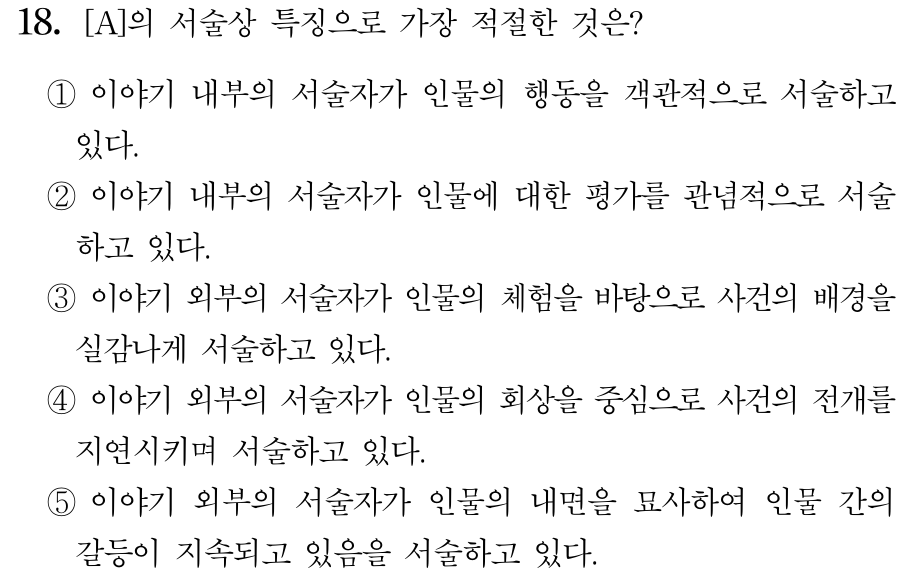 18. [A]의 서술상 특징으로 가장 적절한 것은?
① 이야기 내부의 서술자가 인물의 행동을 객관적으로 서술하고
있다.
② 이야기 내부의 서술자가 인물에 대한 평가를 관념적으로 서술
하고 있다.
③ 이야기 외부의 서술자가 인물의 체험을 바탕으로 사건의 배경을
실감나게 서술하고 있다.
④ 이야기 외부의 서술자가 인물의 회상을 중심으로 사건의 전개를
지연시키며 서술하고 있다.
⑤ 이야기 외부의 서술자가 인물의 내면을 묘사하여 인물 간의
갈등이 지속되고 있음을 서술하고 있다.